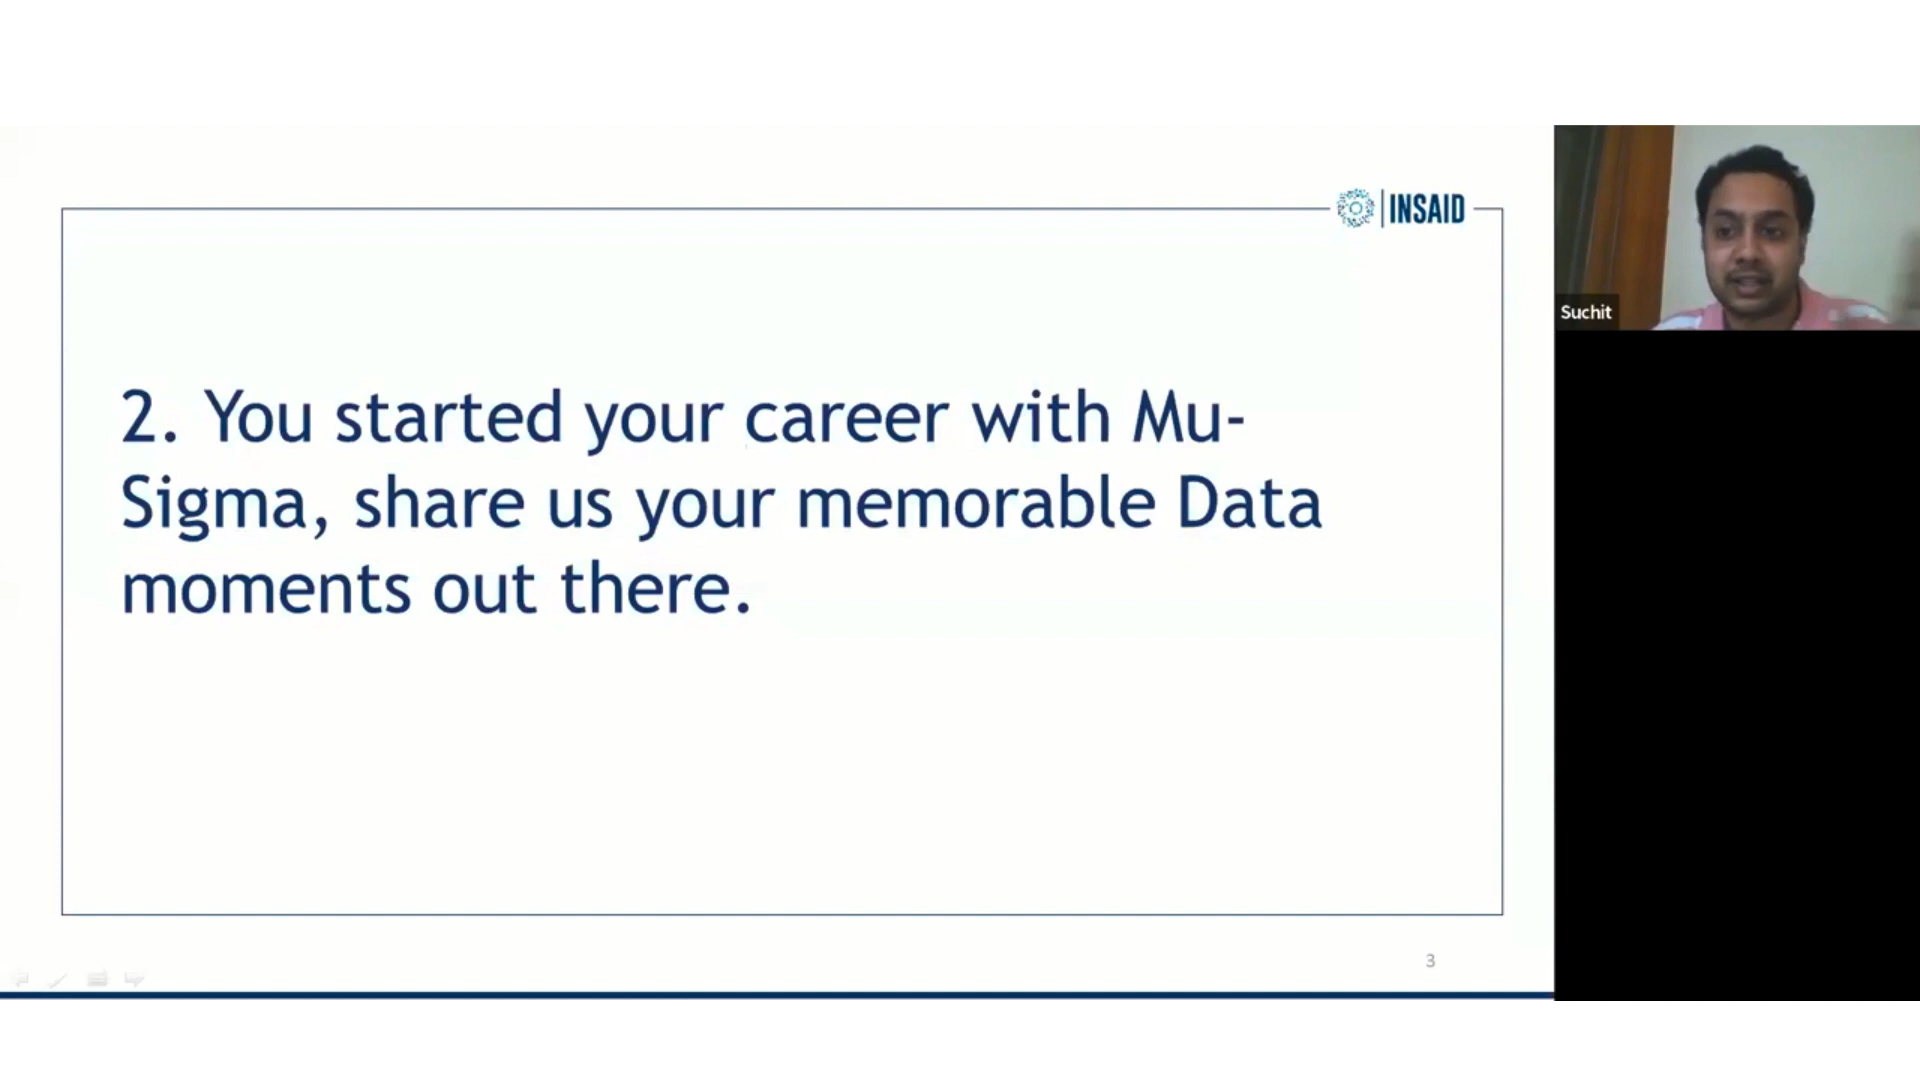 INSAID
2. You started your career with Mu-
Sigma, share us your memorable Data
moments out there.
3
Suchit